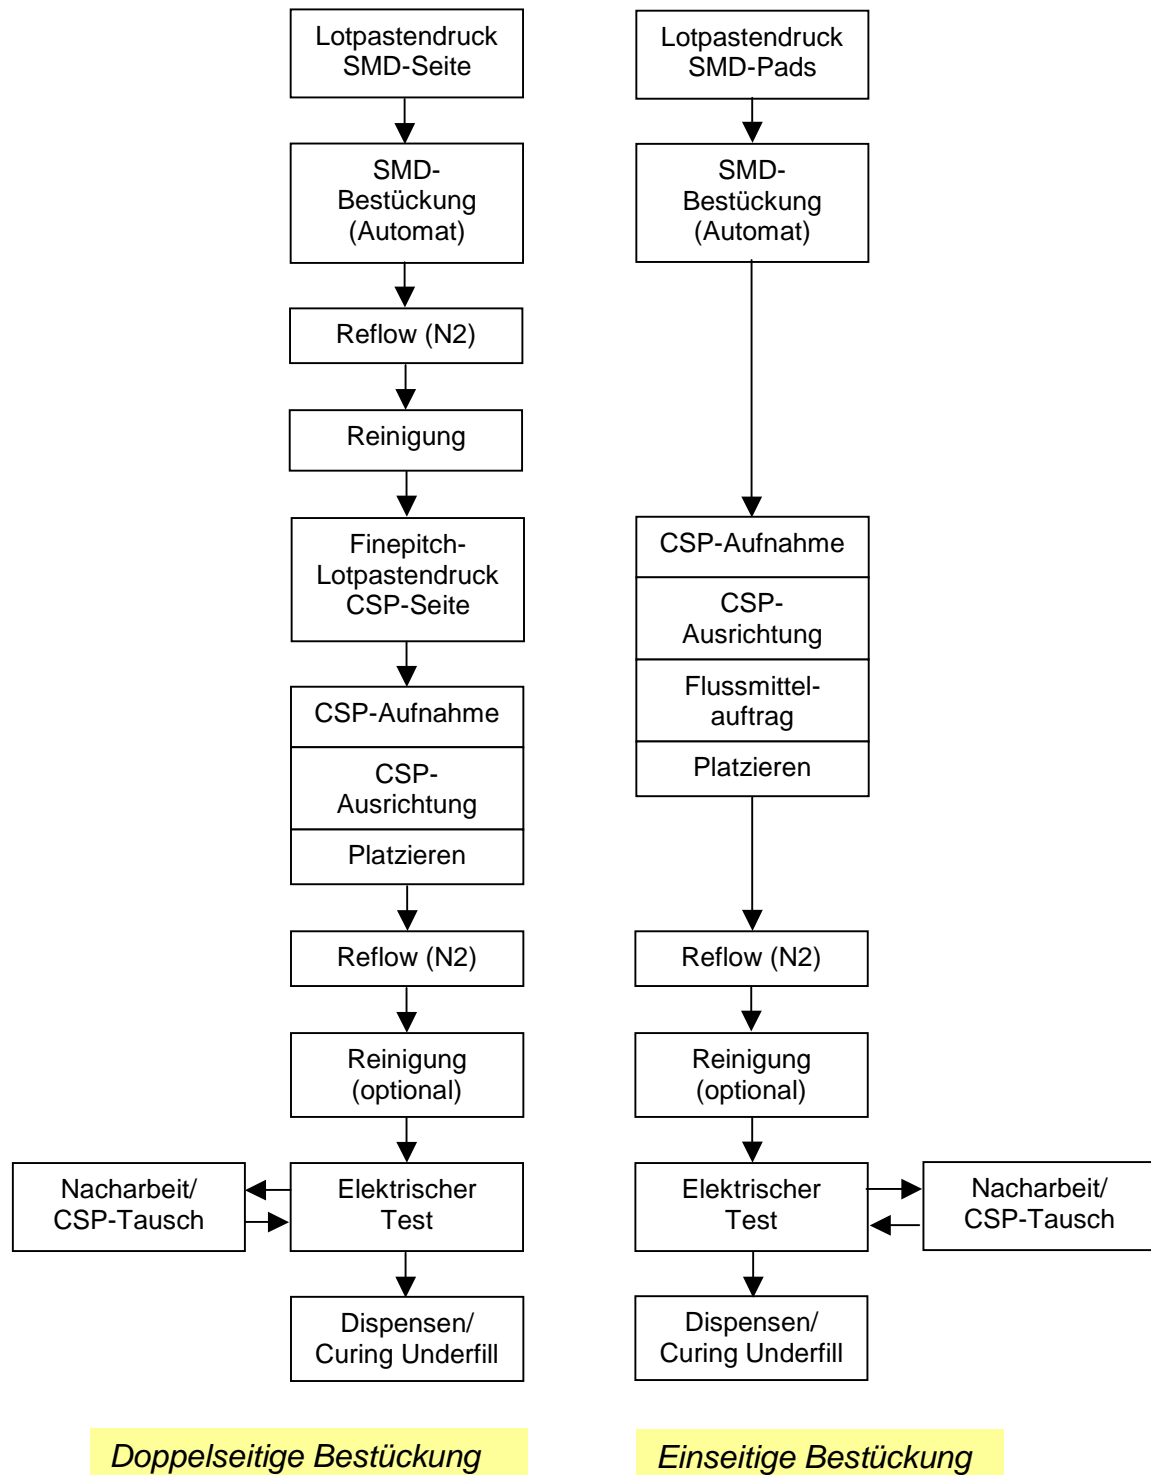 Lotpastendruck
SMD-Seite
SMD-
Bestückung
(Automat)
Reflow (N2)
Reinigung
Finepitch-
Lotpastendruck
CSP-Seite
CSP-Aufnahme
CSP-
Ausrichtung
Platzieren
Reflow (N2)
Reinigung
(optional)
Elektrischer
Test
Nacharbeit/
CSP-Tausch
Dispensen/
Curing Underfill
Doppelseitige Bestückung
Lotpastendruck
SMD-Pads
SMD-
Bestückung
(Automat)
CSP-Aufnahme
CSP-
Ausrichtung
Flussmittel-
auftrag
Platzieren
Reflow (N2)
Reinigung
(optional)
Elektrischer
Test
Nacharbeit/
CSP-Tausch
Dispensen/
Curing Underfill
Einseitige Bestückung